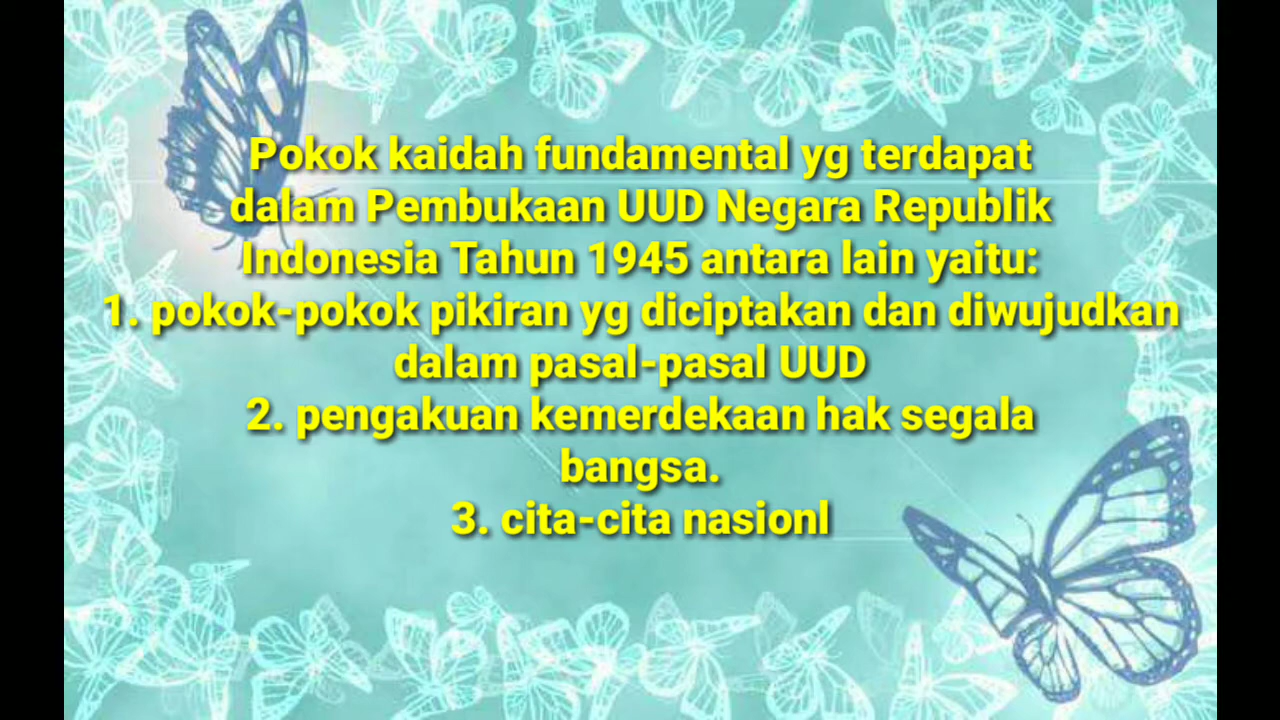 Pokok kaidah fundamental yg terdapat
dalam Pembukaan UUD Negara Republik
Indonesia Tahun 1945 antara lain yaitu:
1. pokok-pokok pikiran yg diciptakan dan diwujudkan
dalam pasal-pasal UUD
2. pengakuan kemerdekaan hak segala
bangsa.
3. cita-cita nasionl